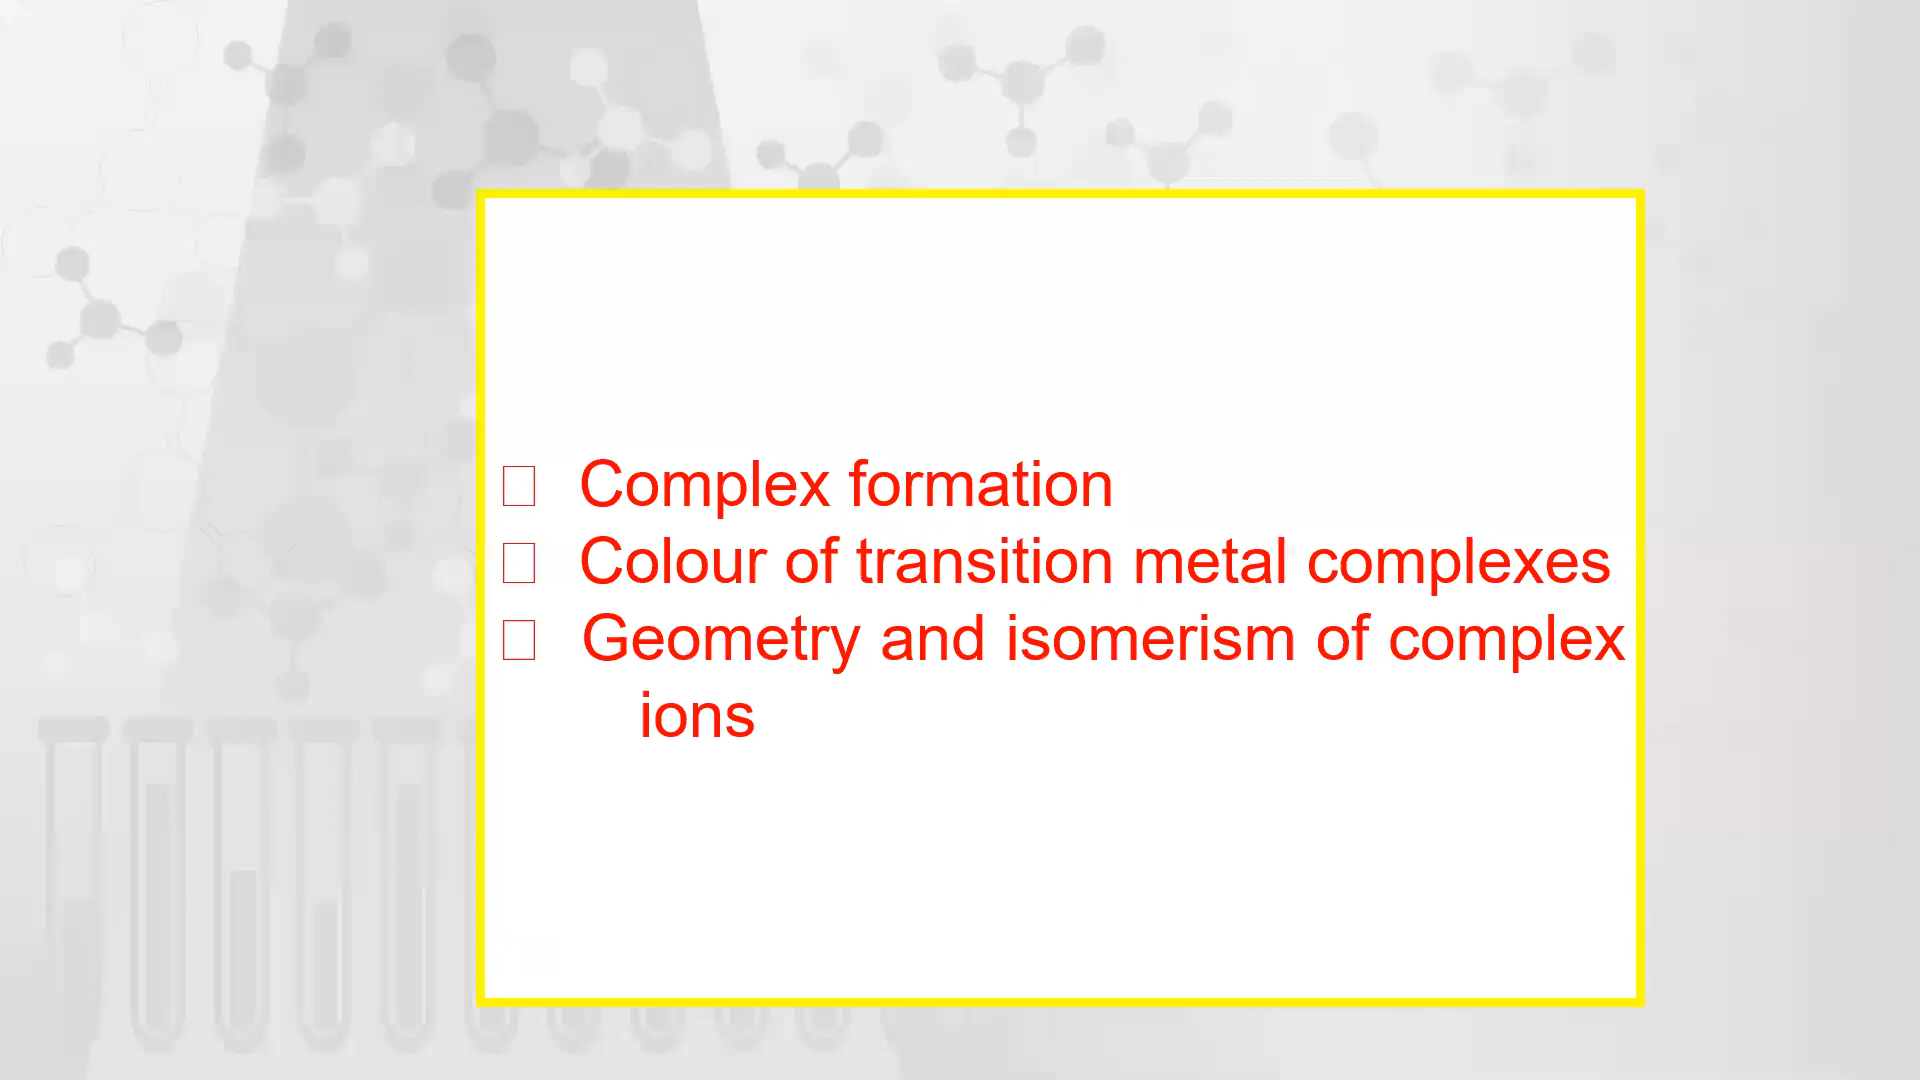 Complex formation
Colour of transition metal complexes
Geometry and isomerism of complex
ions